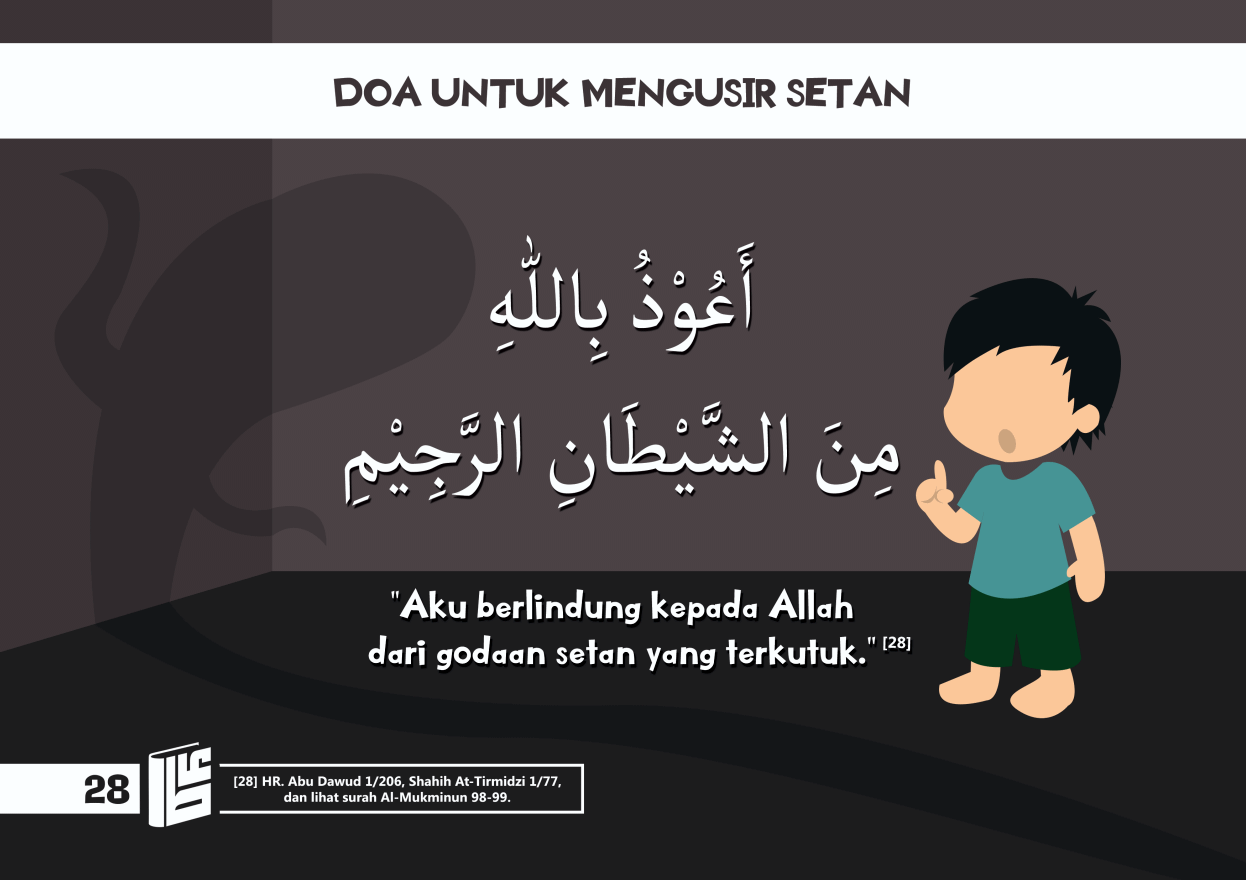 DOA UNTUK MENGUSIR SETAN
أَعُوْذُ بِاللّٰهِ
مِنَ الشَّيْطَانِ الرَّجِيْمِ
"Aku berlindung kepada Allah
dari godaan setan yang terkutuk." [28]
28
[28] HR. Abu Dawud 1/206, Shahih At-Tirmidzi 1/77,
dan lihat surah Al-Mukminun 98-99.